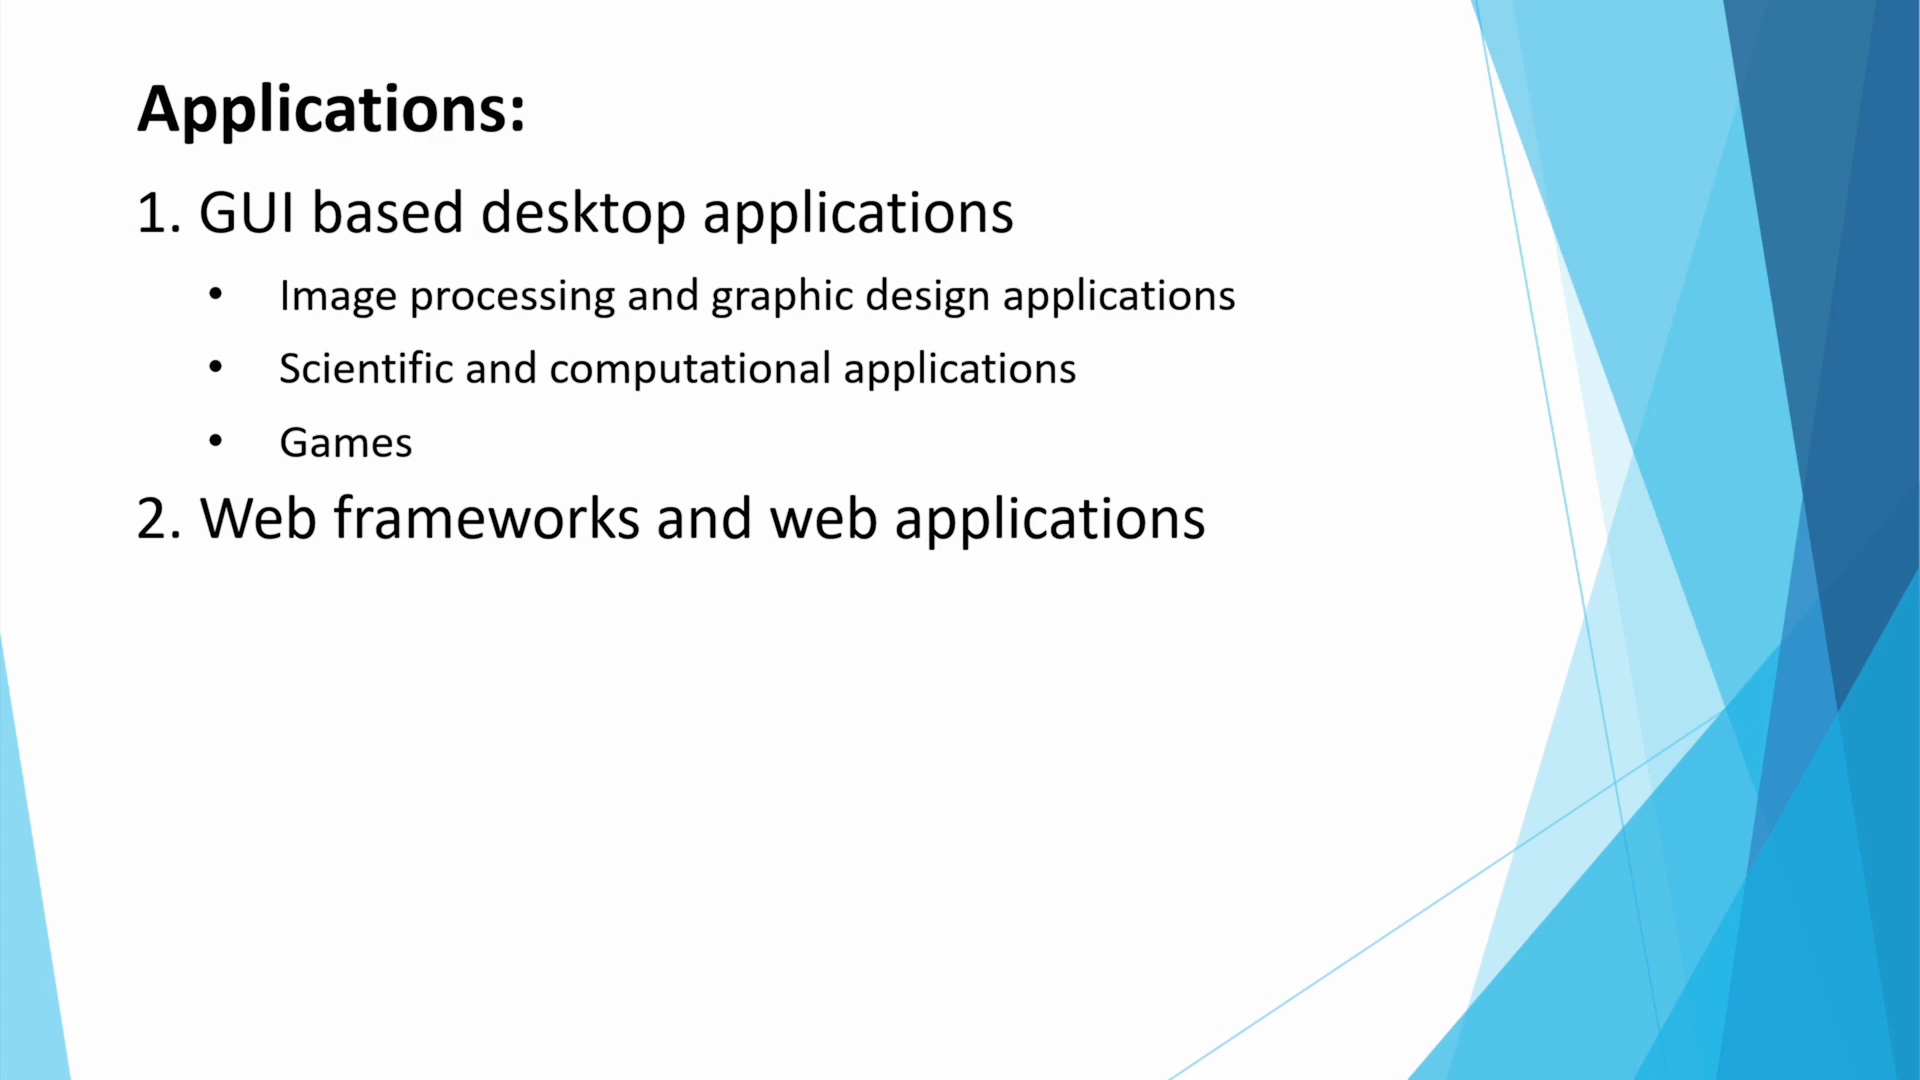 Applications:
1. GUI based desktop applications
• Image processing and graphic design applications
• Scientific and computational applications
• Games
2. Web frameworks and web applications